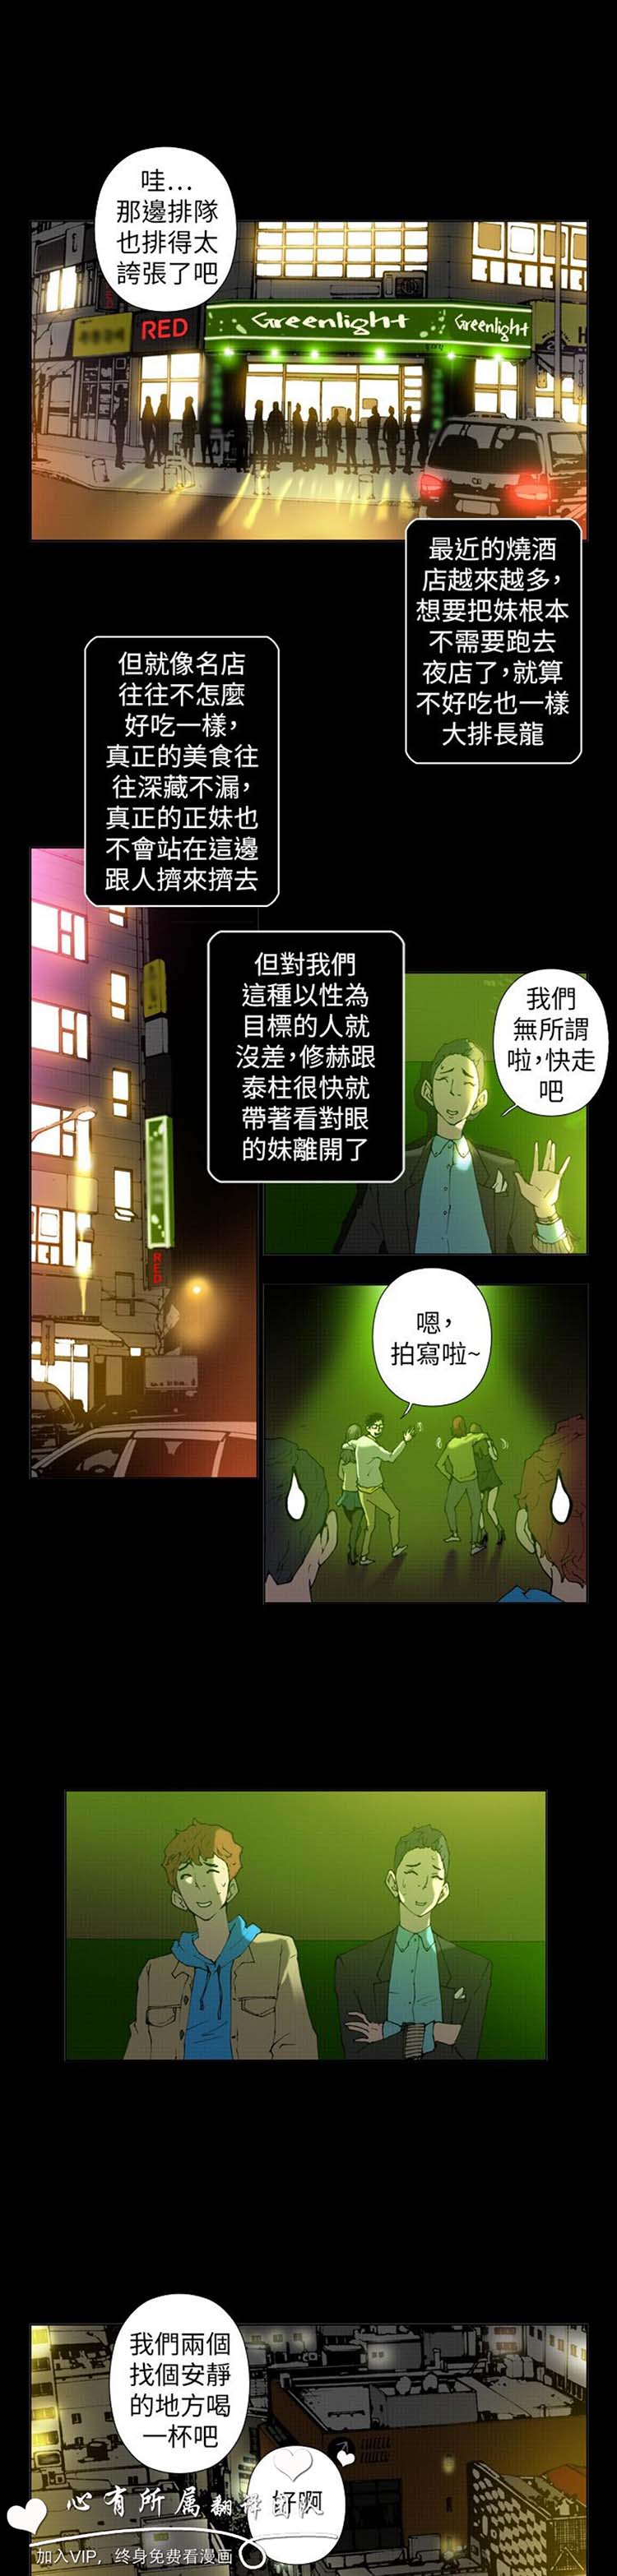 哇...
那邊排隊
也排得太
誇張了吧
RED
Greenlight
Greenlight
最近的燒酒
店越來越多,
想要把妹根本
不需要跑去
夜店了,就算
不好吃也一樣
大排長龍
但就像名店
往往不怎麼
好吃一樣,
真正的美食往
往深藏不漏,
真正的正妹也
不會站在這邊
跟人擠來擠去
但對我們
這種以性為
目標的人就
沒差,修赫跟
泰柱很快就
帶著看對眼
的妹離開了
我們
無所謂
啦,快走
吧
RED
嗯,
拍寫啦~
我們兩個
找個安靜
的地方喝
一杯吧
好啊
心有所属翻译团队
加入VIP，终身免费看漫画